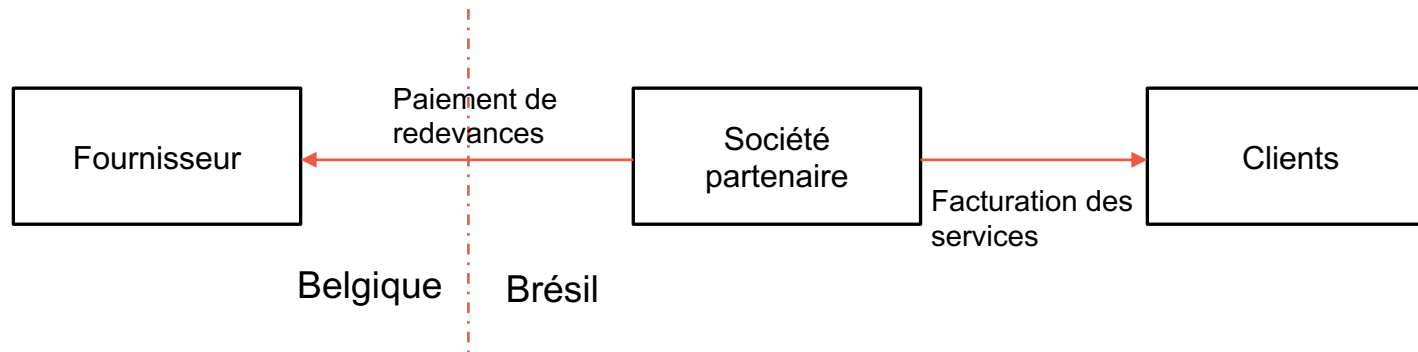 Fournisseur
Paiement de
redevances
Société
partenaire
Facturation des
services
Clients
Belgique
Brésil